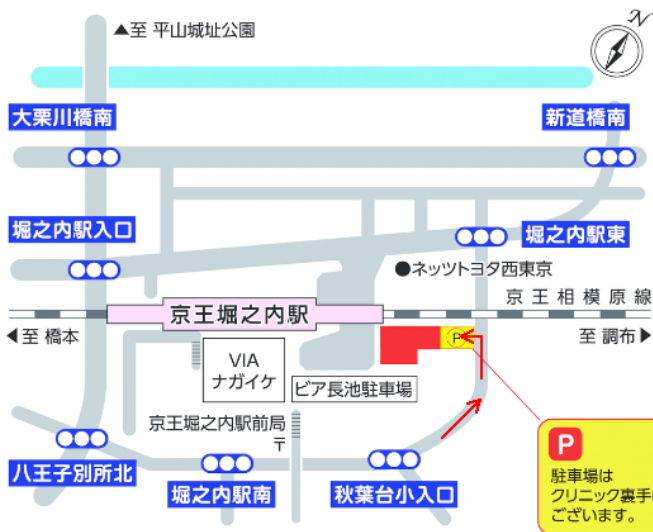 N
▲至 平山城址公園
大栗川橋南
新道橋南
堀之内駅入口
堀之内駅東
●ネッツトヨタ西東京
京王相模原線
京王堀之内駅
◀至 橋本
至 調布▶
P
VIA
ナガイケ
ビア長池駐車場
京王堀之内駅前局
〒
八王子別所北
堀之内駅南
秋葉台小入口
P
駐車場は
クリニック裏手
ございます。